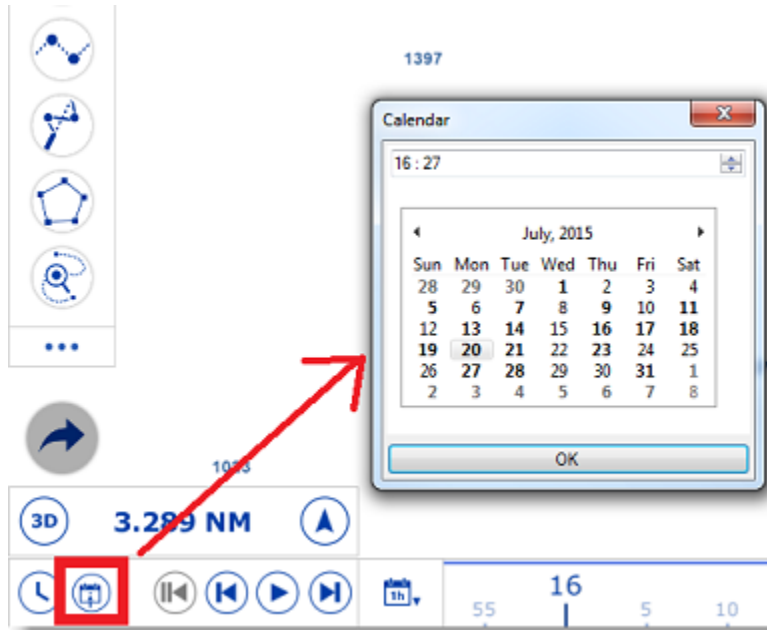 1397
Calendar
16 : 27
July, 2015
Sun Mon Tue Wed Thu Fri Sat
28 29 30 1 2 3 4
5 6 7 8 9 10 11
12 13 14 15 16 17 18
19 20 21 22 23 24 25
26 27 28 29 30 31 1
2 3 4 5 6 7 8
OK
3D 3.289 NM
1h
16
55 5 10